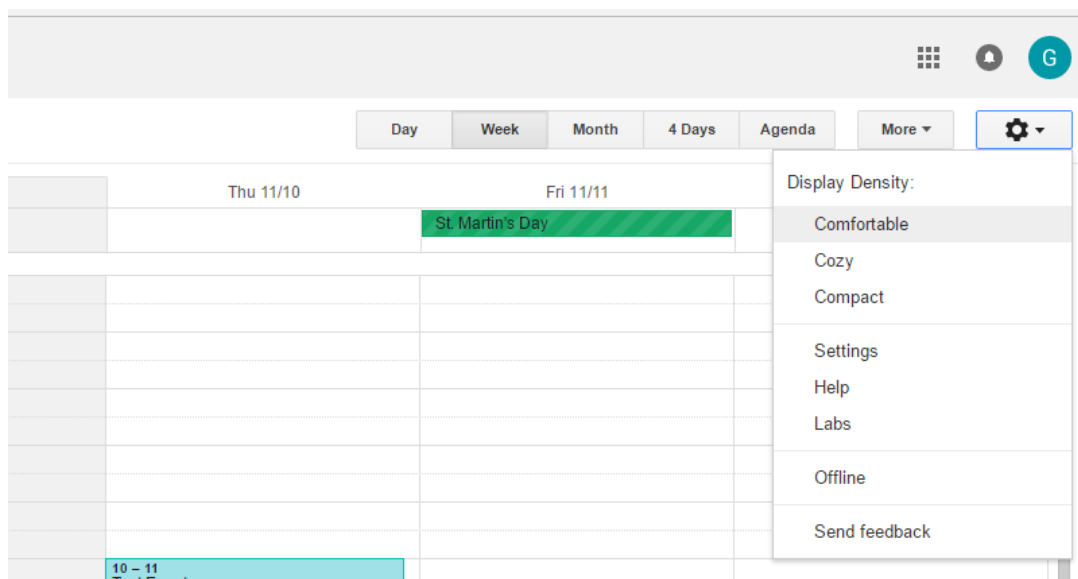 G
Day Week Month 4 Days Agenda More
Display Density:
Thu 11/10 Fri 11/11
St. Martin's Day
Comfortable
Cozy
Compact
Settings
Help
Labs
Offline
Send feedback
10 – 11